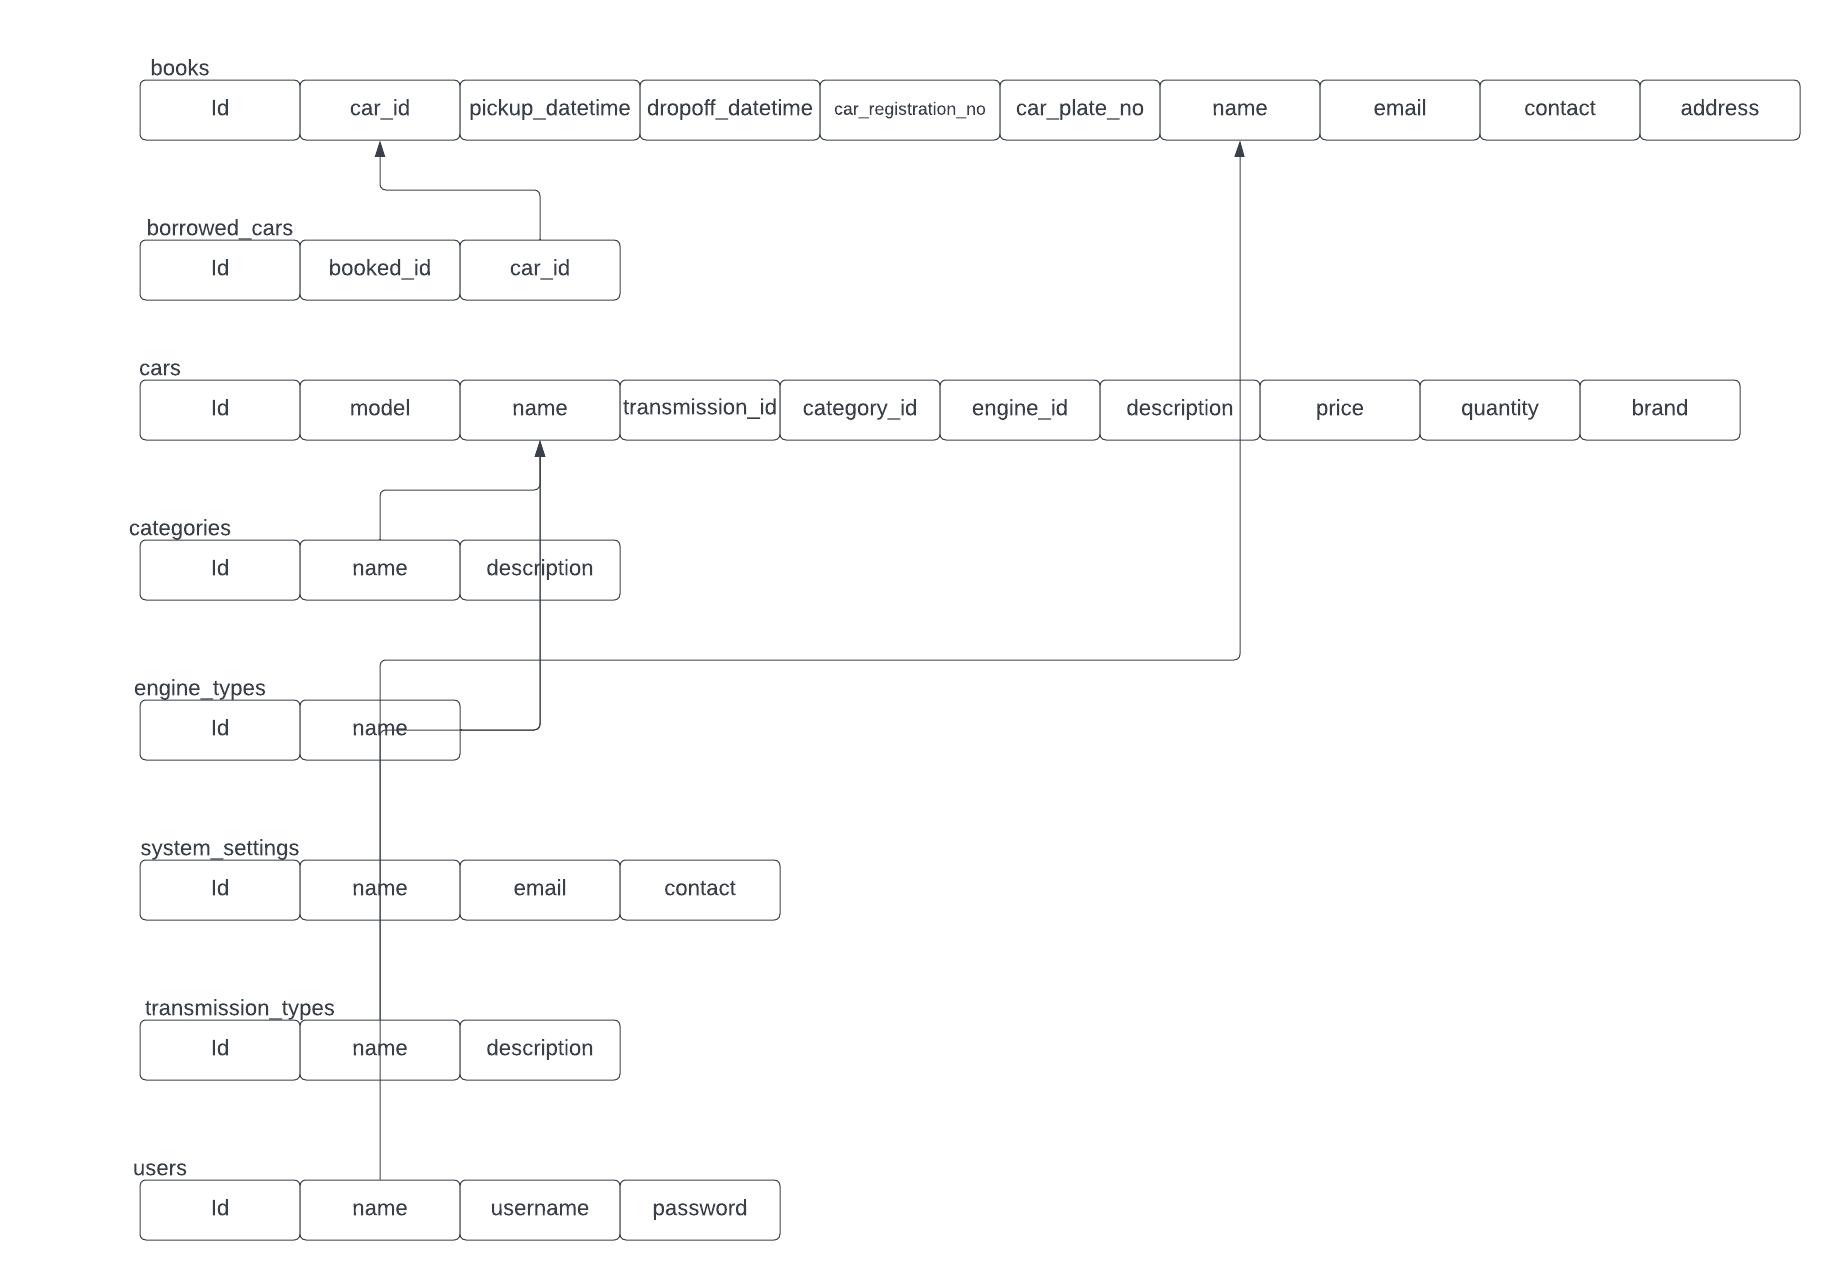 books
Id car_id pickup_datetime dropoff_datetime car_registration_no car_plate_no name email contact address
borrowed_cars
Id booked_id car_id
cars
Id model name transmission_id category_id engine_id description price quantity brand
categories
Id name description
engine_types
Id name
system_settings
Id name email contact
transmission_types
Id name description
users
Id name username password